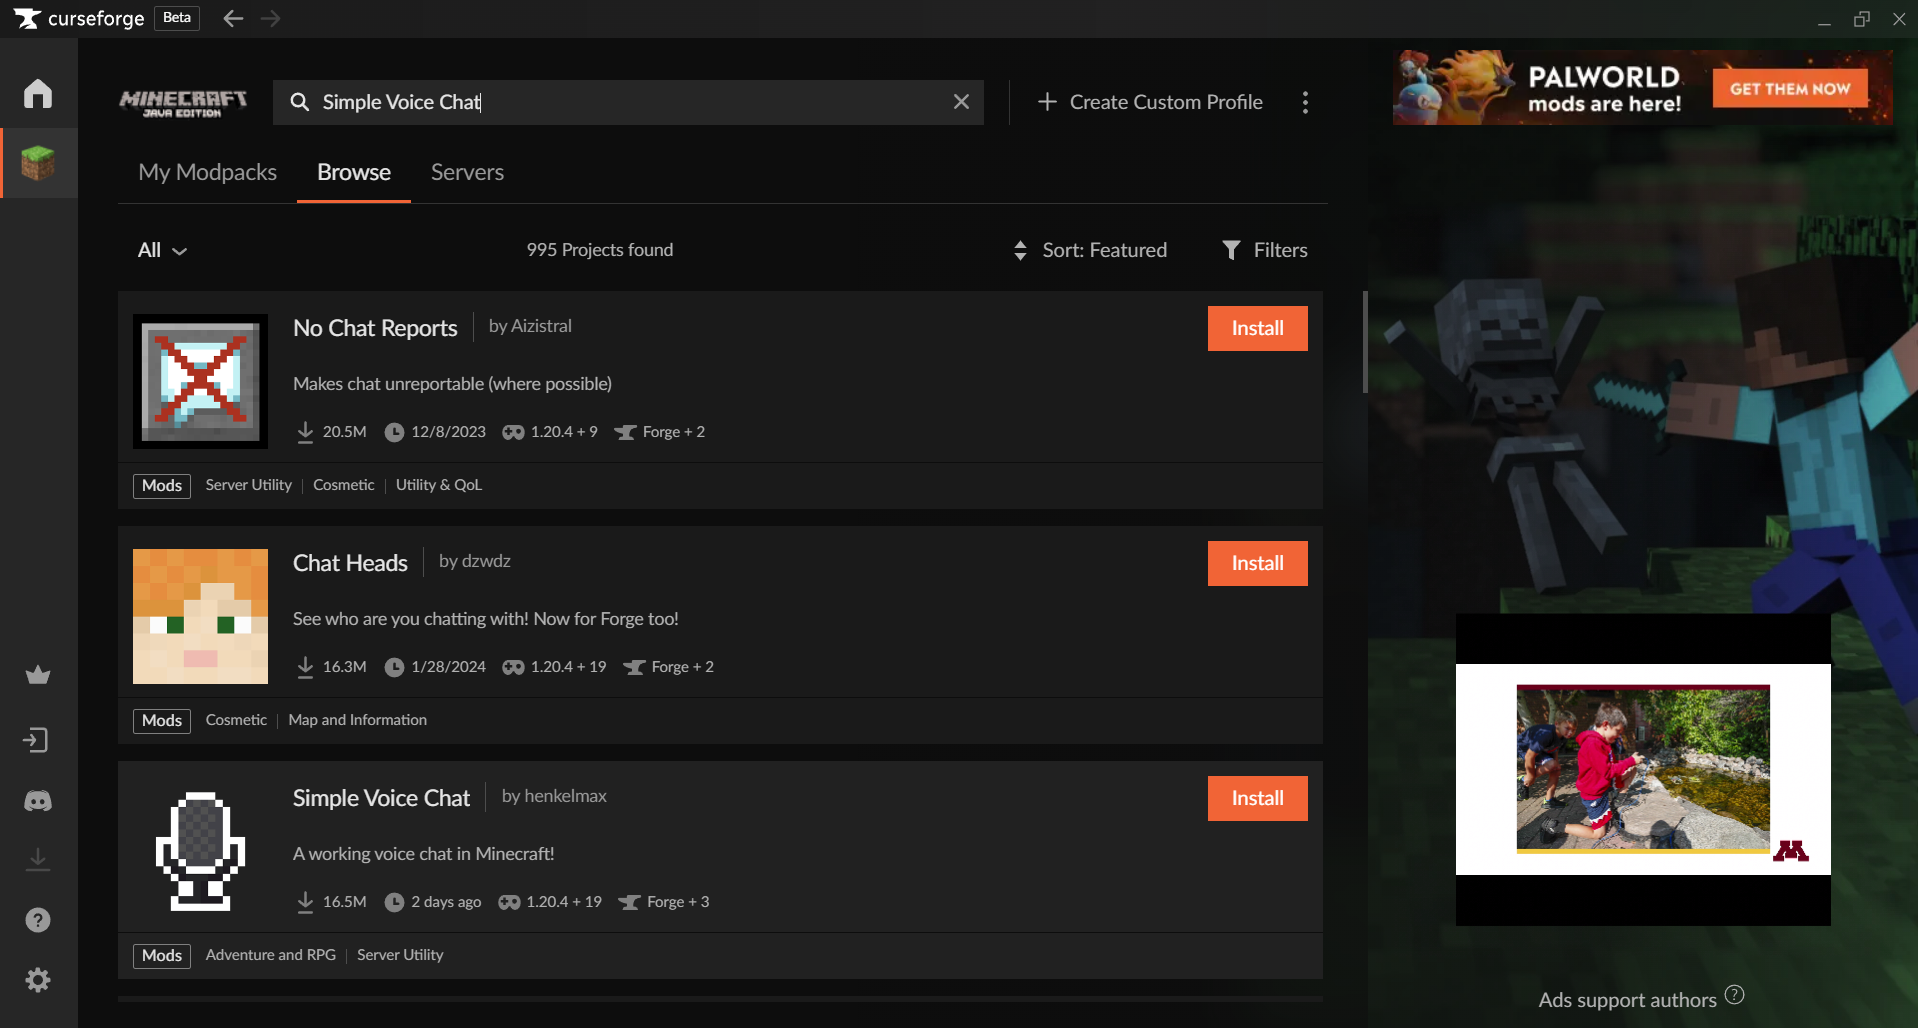 curseforge Beta
MINECRAFT
JAVA EDITION
Simple Voice Chat
Create Custom Profile
PALWORLD
mods are here!
GET THEM NOW
My Modpacks
Browse
Servers
All
995 Projects found
Sort: Featured
Filters
No Chat Reports
by Aizistral
Install
Makes chat unreportable (where possible)
20.5M 12/8/2023 1.20.4 + 9 Forge + 2
Mods Server Utility Cosmetic Utility & QoL
Chat Heads
by dzwdz
Install
See who are you chatting with! Now for Forge too!
16.3M 1/28/2024 1.20.4 + 19 Forge + 2
Mods Cosmetic Map and Information
Simple Voice Chat
by henkelmax
Install
A working voice chat in Minecraft!
16.5M 2 days ago 1.20.4 + 19 Forge + 3
Mods Adventure and RPG Server Utility
M
Ads support authors ?